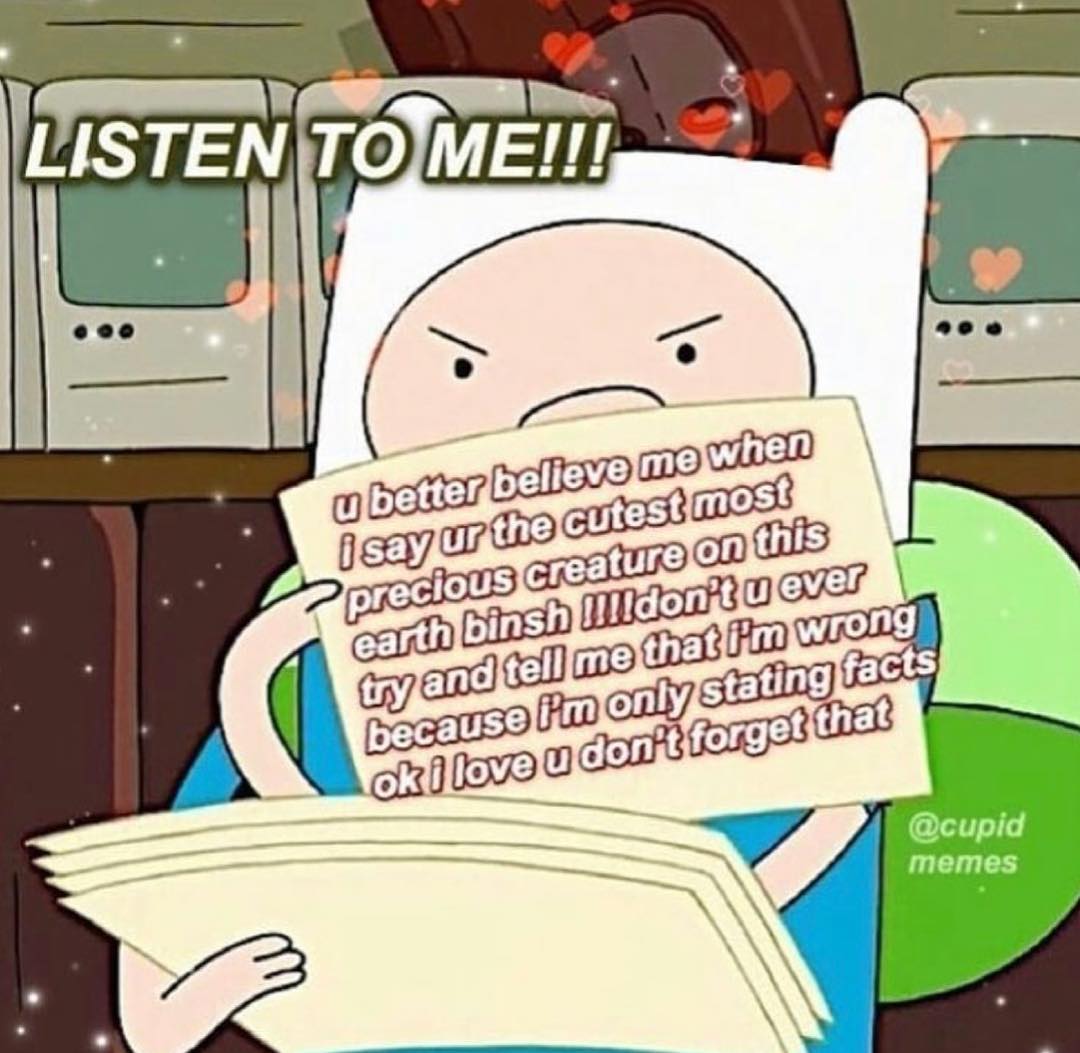 LISTEN TO ME!!!
u better believe me when
i say ur the cutest most
precious creature on this
earth binsh !!!!don't u ever
try and tell me that i'm wrong
because i'm only stating facts
ok i love u don't forget that
@cupid
memes